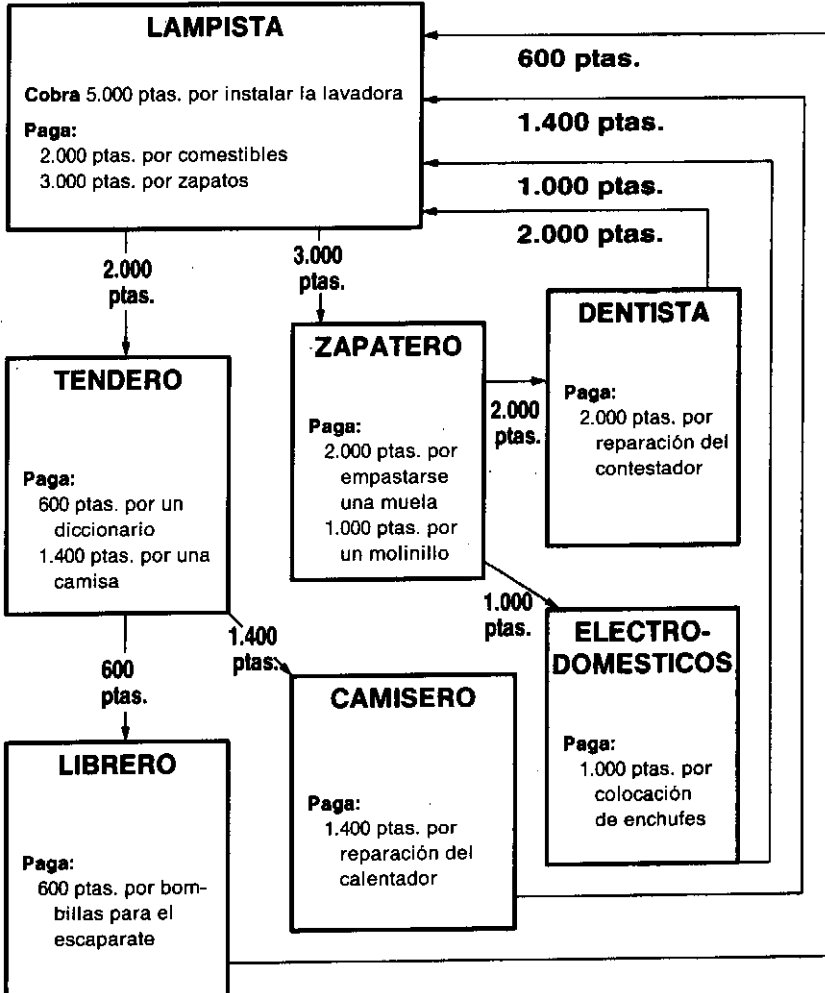 LAMPISTA
Cobra 5.000 ptas. por instalar la lavadora
Paga:
2.000 ptas. por comestibles
3.000 ptas. por zapatos
600 ptas.
1.400 ptas.
1.000 ptas.
2.000 ptas.
2.000
ptas.
3.000
ptas.
TENDERO
Paga:
600 ptas. por un
diccionario
1.400 ptas. por una
camisa
ZAPATERO
Paga:
2.000 ptas. por
empastarse
una muela
1.000 ptas. por
un molinillo
2.000
ptas.
DENTISTA
Paga:
2.000 ptas. por
reparación del
contestador
1.000
ptas.
600
ptas.
1.400
ptas.
ELECTRO-
DOMESTICOS
Paga:
1.000 ptas. por
colocación
de enchufes
CAMISERO
Paga:
1.400 ptas. por
reparación del
calentador
LIBRERO
Paga:
600 ptas. por bom-
billas para el
escaparate